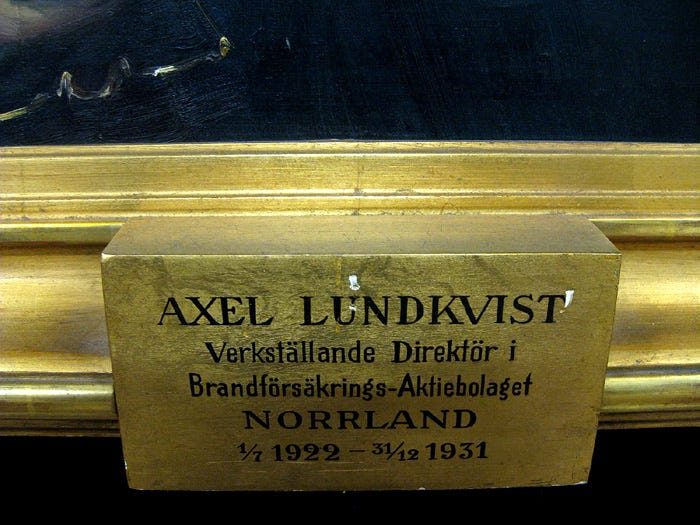 AXEL LUNDKVIST
Verkställande Direktör i
Brandförsäkrings-Aktiebolaget
NORRLAND
1/7 1922 – 31/12 1931